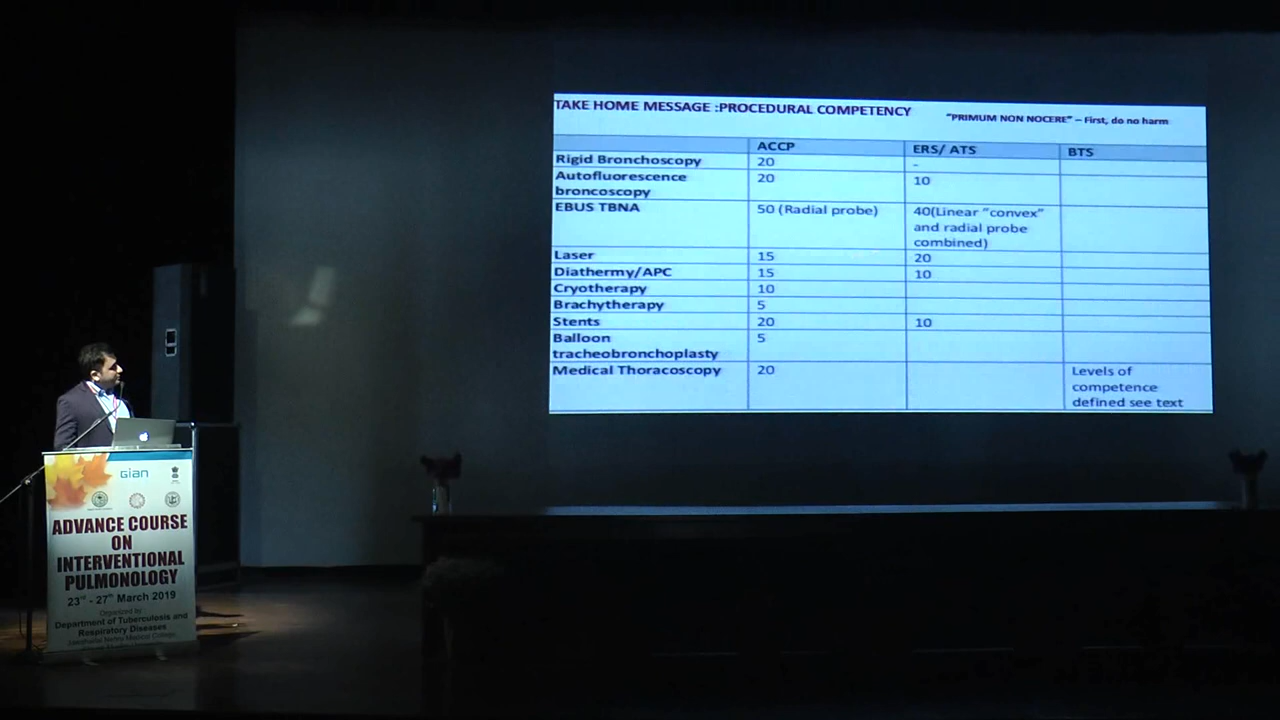 TAKE HOME MESSAGE :PROCEDURAL COMPETENCY
"PRIMUM NON NOCERE" – First, do no harm
ACCP ERS/ ATS BTS
Rigid Bronchoscopy 20 -
Autofluorescence broncoscopy 20 10
EBUS TBNA 50 (Radial probe) 40(Linear "convex" and radial probe combined)
Laser 15 20
Diathermy/APC 15 10
Cryotherapy 10
Brachytherapy 5
Stents 20 10
Balloon tracheobronchoplasty 5
Medical Thoracoscopy 20 Levels of competence defined see text
GIAN
ADVANCE COURSE
ON
INTERVENTIONAL
PULMONOLOGY
23rd - 27th March 2019
Organized by
Department of Tuberculosis and
Respiratory Diseases
Jawaharlal Nehru Medical College,